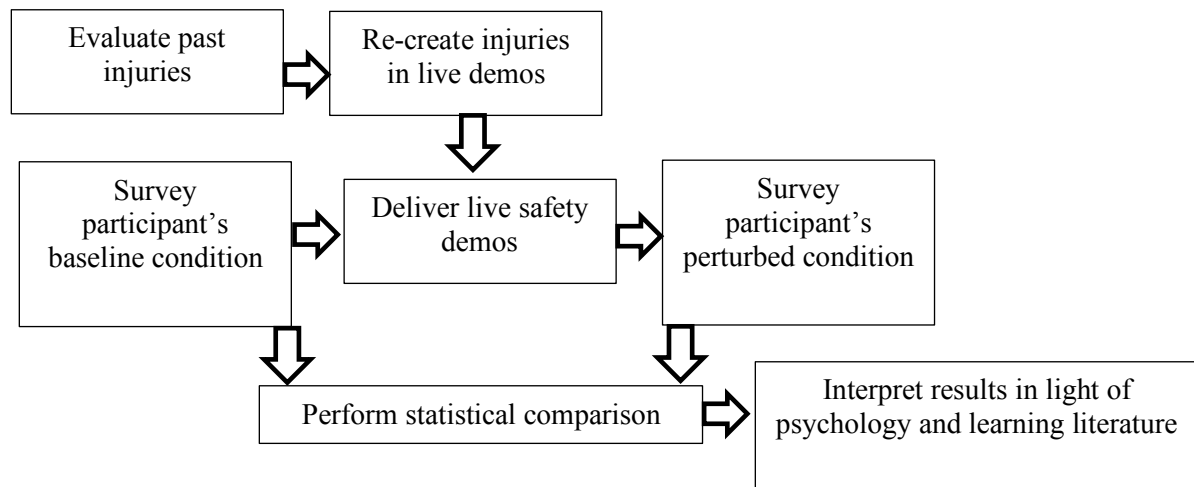 Evaluate past
injuries
Re-create injuries
in live demos
Survey
participant’s
baseline condition
Deliver live safety
demos
Survey
participant’s
perturbed condition
Perform statistical comparison
Interpret results in light of
psychology and learning literature